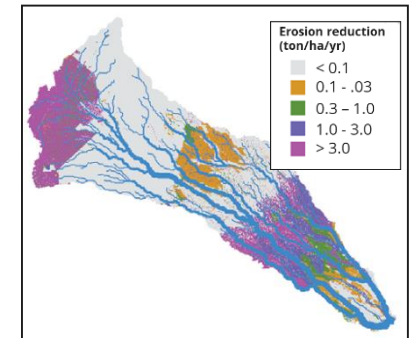 Erosion reduction
(ton/ha/yr)
< 0.1
0.1 - .03
0.3 – 1.0
1.0 - 3.0
> 3.0